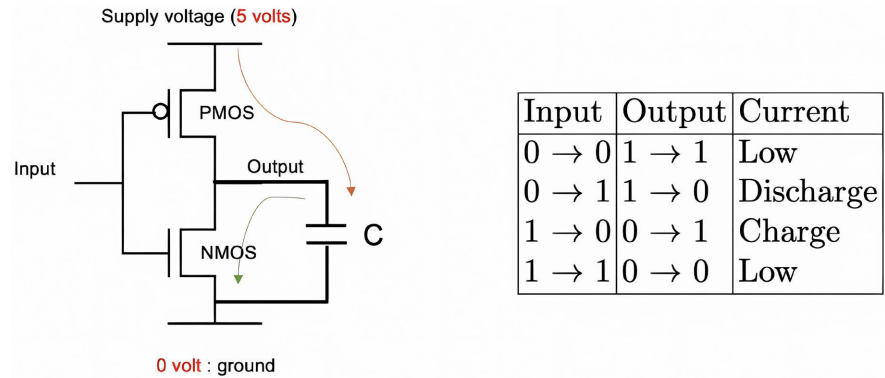 Supply voltage (5 volts)
PMOS
Input
Output
NMOS
C
0 volt : ground
Input Output Current
0 → 0 1 → 1 Low
0 → 1 1 → 0 Discharge
1 → 0 0 → 1 Charge
1 → 1 0 → 0 Low